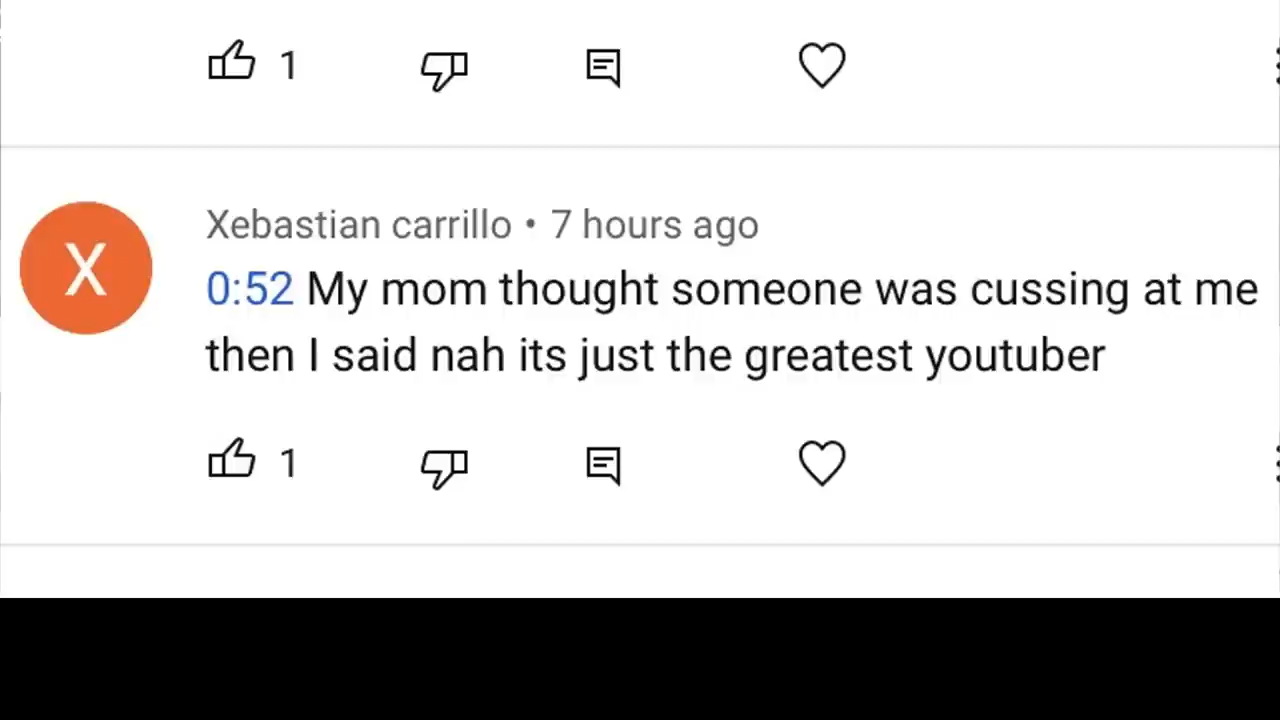 1
X
Xebastian carrillo • 7 hours ago
0:52 My mom thought someone was cussing at me
then I said nah its just the greatest youtuber
1